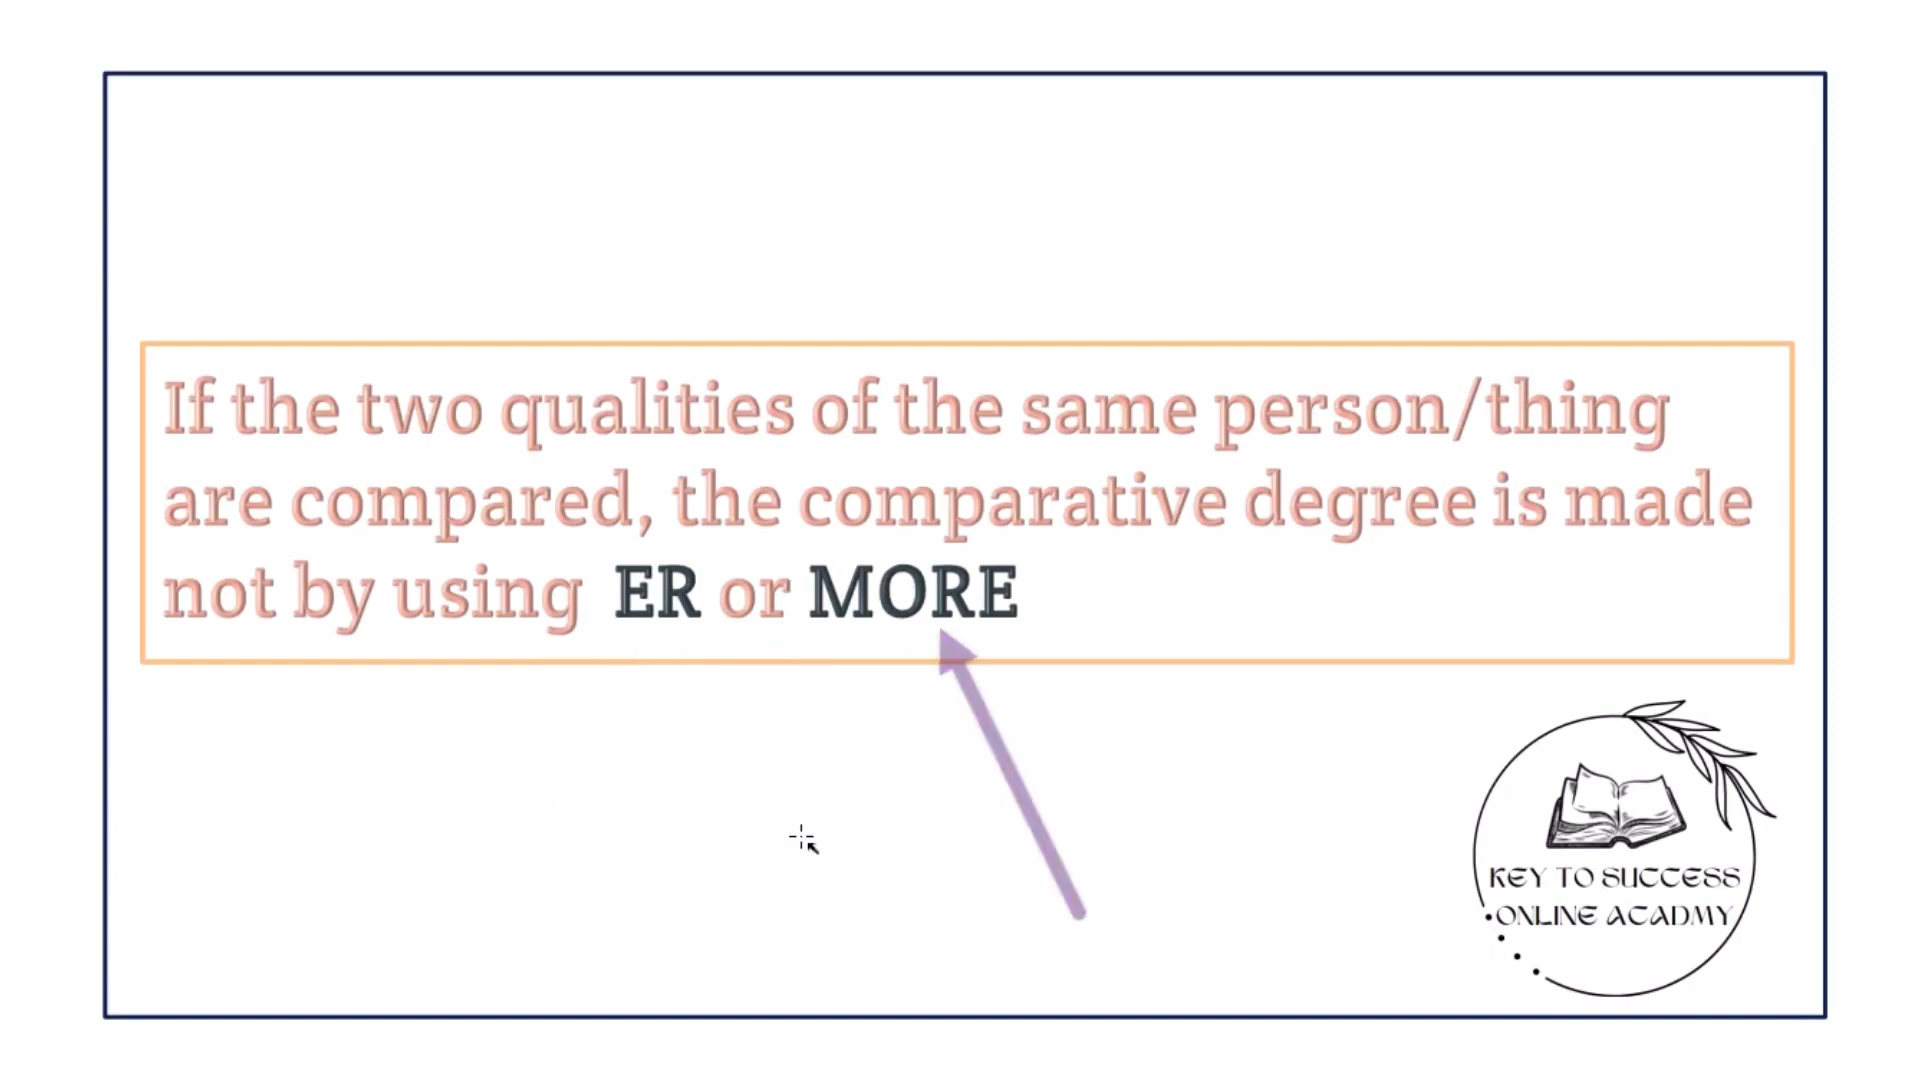 If the two qualities of the same person/thing
are compared, the comparative degree is made
not by using ER or MORE
KEY TO SUCCESS
ONLINE ACADMY